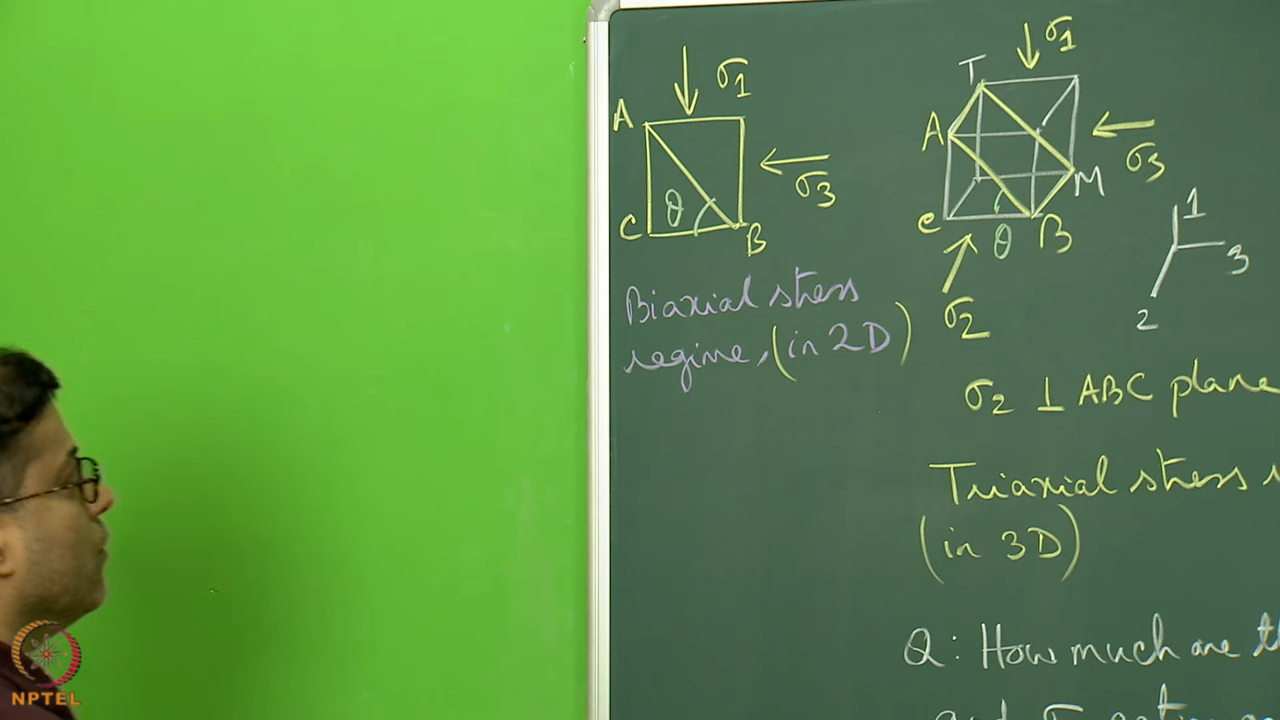 σ1
A
σ3
θ
C
B
Biaxial stress
regime, (in 2D)
σ1
T
A
σ3
M
C
θ
B
σ2
1
3
2
σ2 ⊥ ABC plane
Triaxial stress
(in 3D)
Q: How much are
and σ
NPTEL